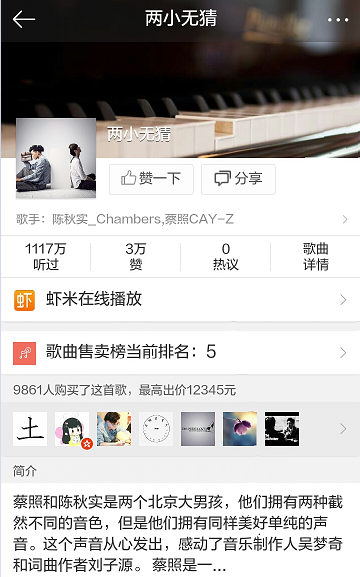 两小无猜
两小无猜
赞一下
分享
歌手：陈秋实_Chambers,蔡照CAY-Z
1117万 3万 0 歌曲
听过 赞 热议 详情
虾 虾米在线播放
歌曲售卖榜当前排名：5
9861人购买了这首歌，最高出价12345元
土
简介
蔡照和陈秋实是两个北京大男孩，他们拥有两种截
然不同的音色，但是他们拥有同样美好单纯的声
音。这个声音从心发出，感动了音乐制作人吴梦奇
和词曲作者刘子源。 蔡照是一...